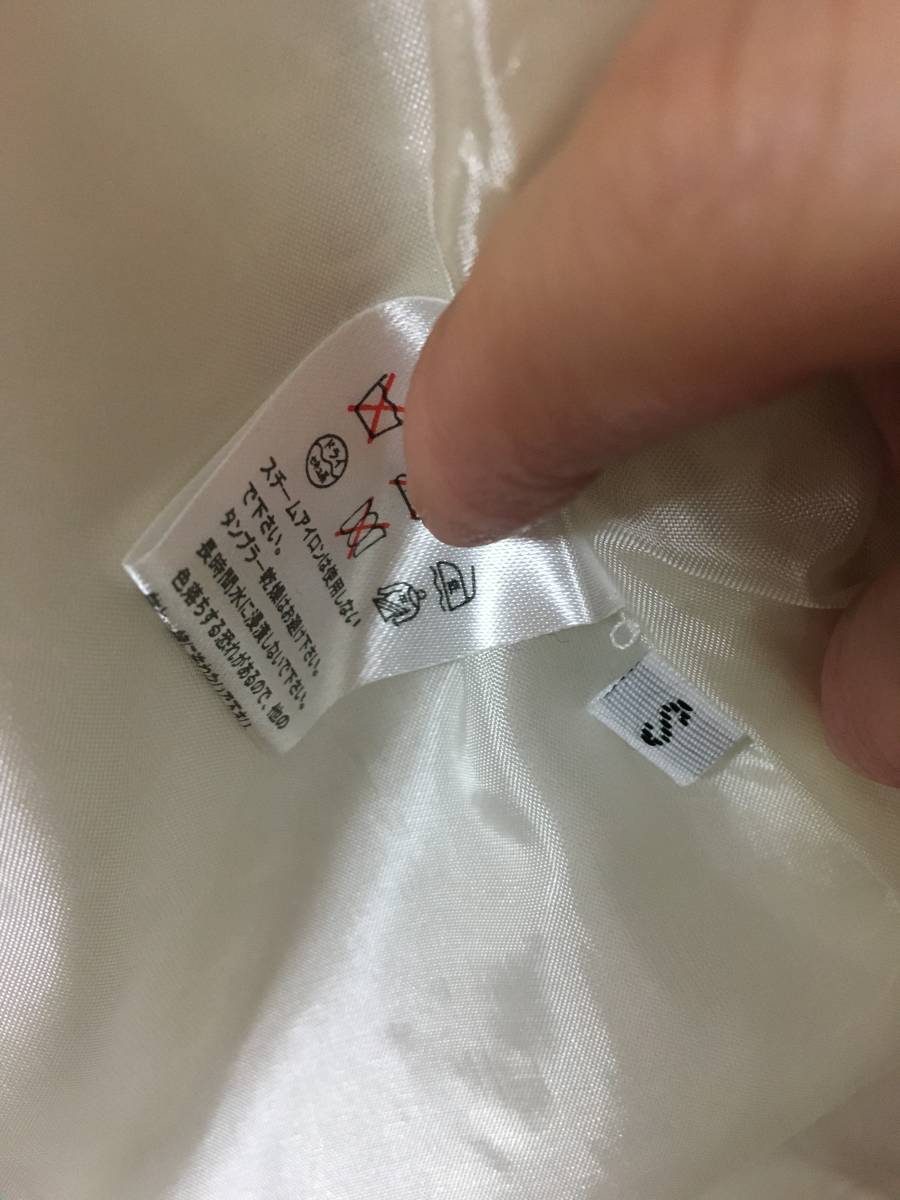 ドライ
スチームアイロンは使用しない
で下さい。
タンブラー乾燥はお避け下さい。
長時間水に浸漬しないで下さい。
色落ちする恐れがあるので、他の
S